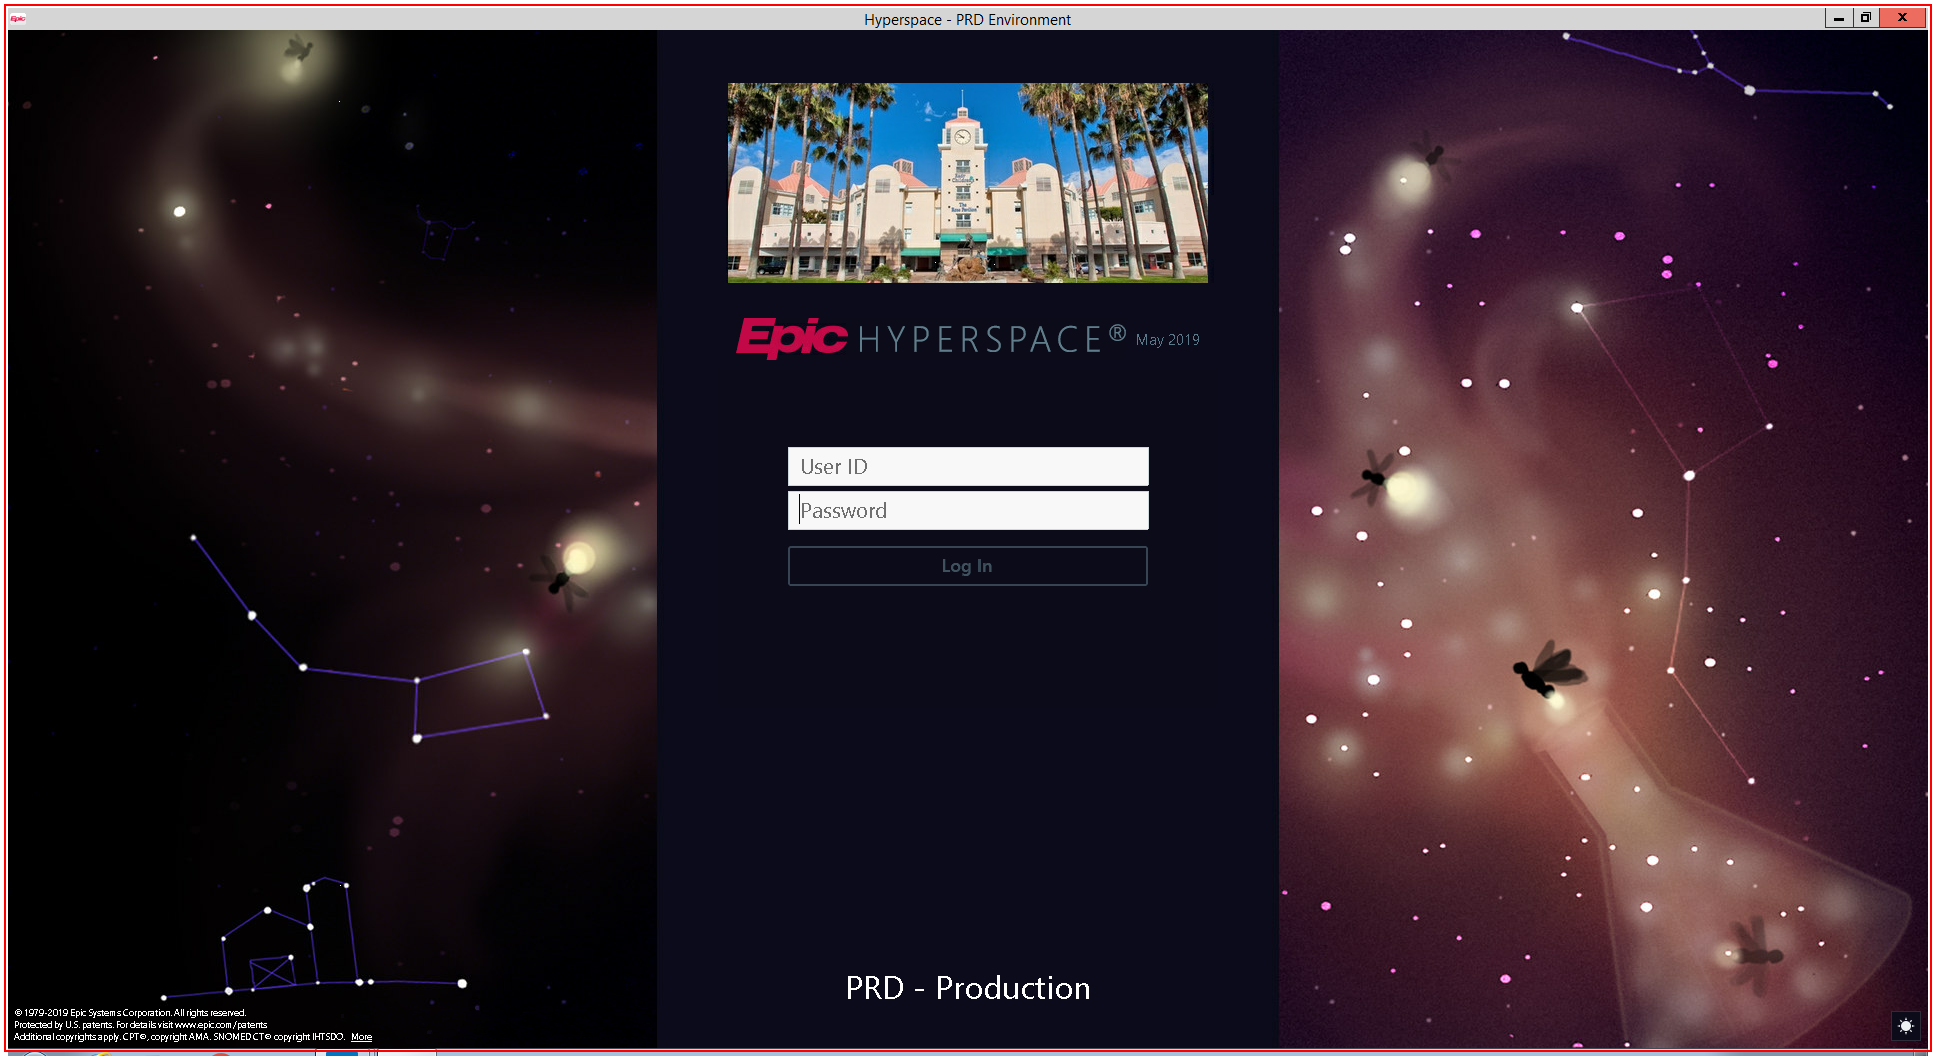 Epic
Hyperspace - PRD Environment
Epic HYPERSPACE® May 2019
User ID
Password
Log In
PRD - Production
© 1979-2019 Epic Systems Corporation. All rights reserved.
Protected by U.S. patents. For details visit www.epic.com/patents
Additional copyrights apply. CPT©, copyright AMA. SNOMED CT© copyright IHTSDO. More